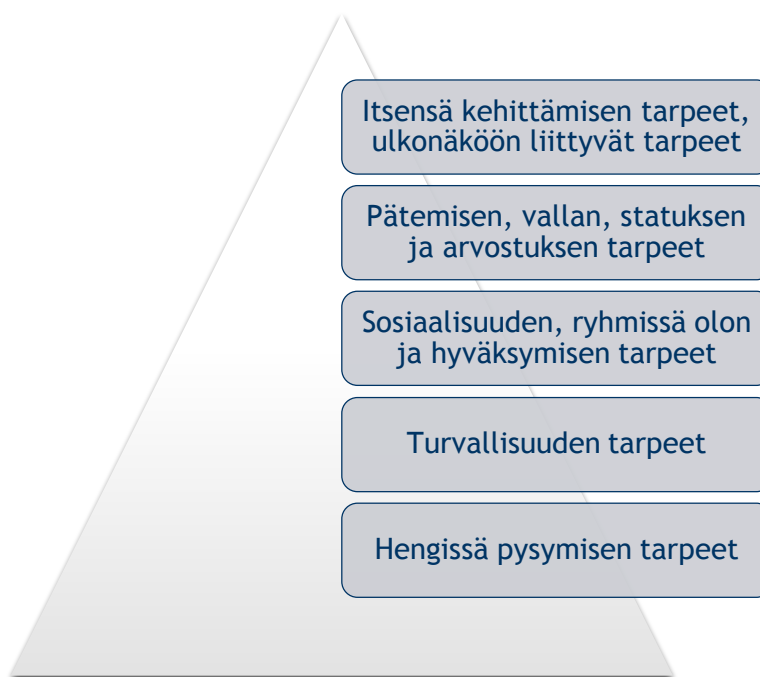 Itsensä kehittämisen tarpeet,
ulkonäköön liittyvät tarpeet
Pätemisen, vallan, statuksen
ja arvostuksen tarpeet
Sosiaalisuuden, ryhmissä olon
ja hyväksymisen tarpeet
Turvallisuuden tarpeet
Hengissä pysymisen tarpeet